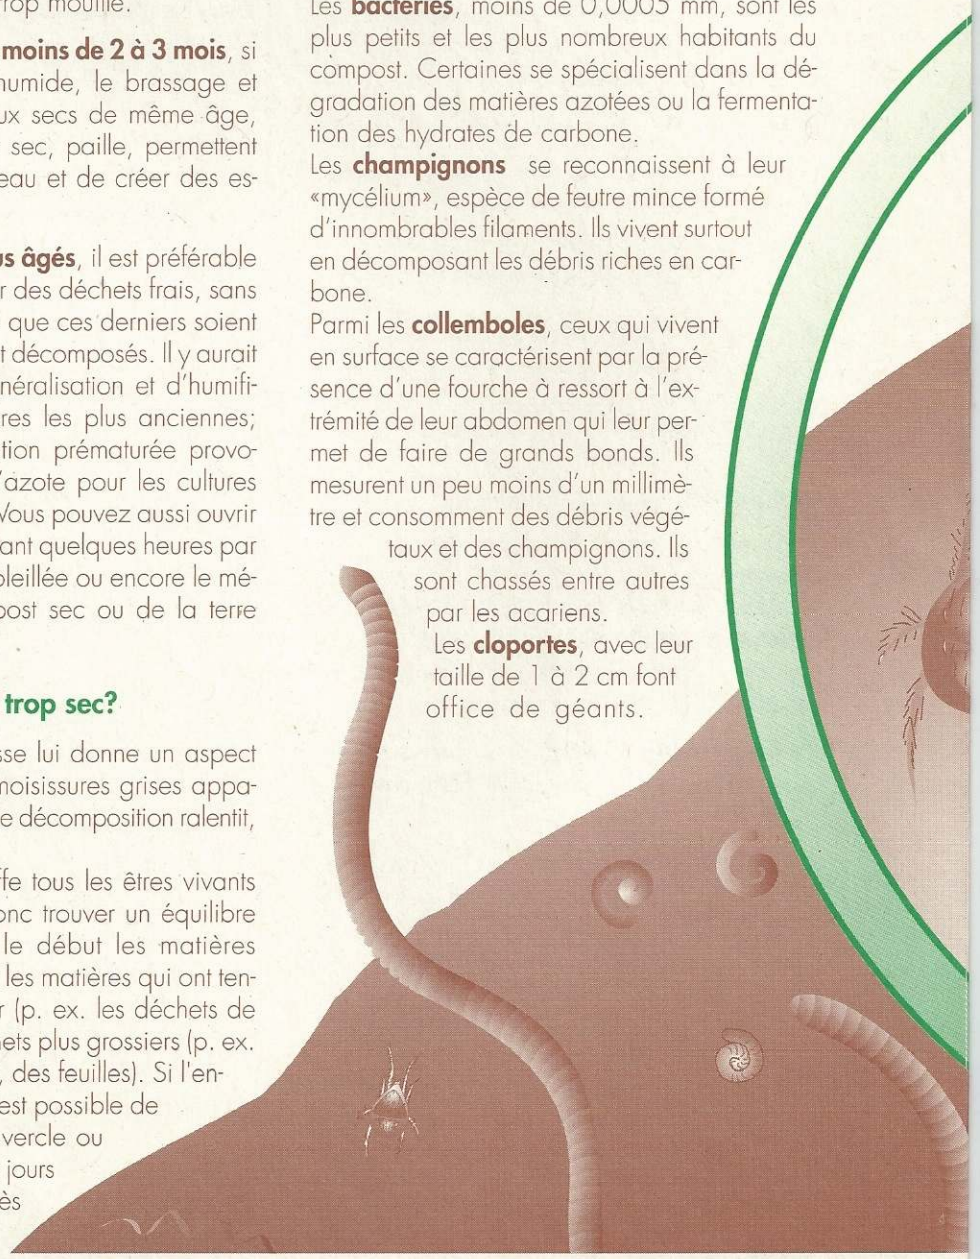 trop mouillé.
moins de 2 à 3 mois, si
humide, le brassage et
ux secs de même âge,
sec, paille, permettent
eau et de créer des es-
us âgés, il est préférable
r des déchets frais, sans
que ces derniers soient
t décomposés. Il y aurait
néralisation et d'humifi-
res les plus anciennes;
tion prématurée provo-
'azote pour les cultures
Vous pouvez aussi ouvrir
ant quelques heures par
oleillée ou encore le mé-
post sec ou de la terre
trop sec?
sse lui donne un aspect
moisissures grises appa-
e décomposition ralentit,
ffe tous les êtres vivants
onc trouver un équilibre
le début les matières
les matières qui ont ten-
r (p. ex. les déchets de
hets plus grossiers (p. ex.
, des feuilles). Si l'en-
est possible de
vercle ou
jours
ès
Les bactéries, moins de 0,0005 mm, sont les
plus petits et les plus nombreux habitants du
compost. Certaines se spécialisent dans la dé-
gradation des matières azotées ou la fermenta-
tion des hydrates de carbone.
Les champignons se reconnaissent à leur
«mycélium», espèce de feutre mince formé
d'innombrables filaments. Ils vivent surtout
en décomposant les débris riches en car-
bone.
Parmi les collemboles, ceux qui vivent
en surface se caractérisent par la pré-
sence d'une fourche à ressort à l'ex-
trémité de leur abdomen qui leur per-
met de faire de grands bonds. Ils
mesurent un peu moins d'un millimè-
tre et consomment des débris végé-
taux et des champignons. Ils
sont chassés entre autres
par les acariens.
Les cloportes, avec leur
taille de 1 à 2 cm font
office de géants.